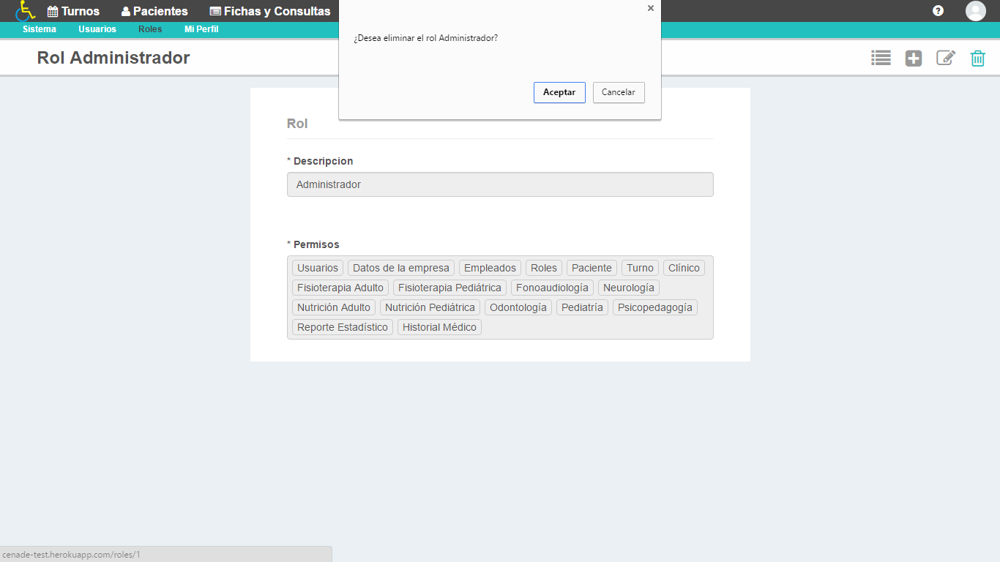 Turnos Pacientes Fichas y Consultas
Sistema Usuarios Roles Mi Perfil
¿Desea eliminar el rol Administrador?
Aceptar Cancelar
Rol Administrador
Rol
* Descripcion
Administrador
* Permisos
Usuarios Datos de la empresa Empleados Roles Paciente Turno Clínico
Fisioterapia Adulto Fisioterapia Pediátrica Fonoaudiología Neurología
Nutrición Adulto Nutrición Pediátrica Odontología Pediatría Psicopedagogía
Reporte Estadístico Historial Médico
cenade-test.herokuapp.com/roles/1